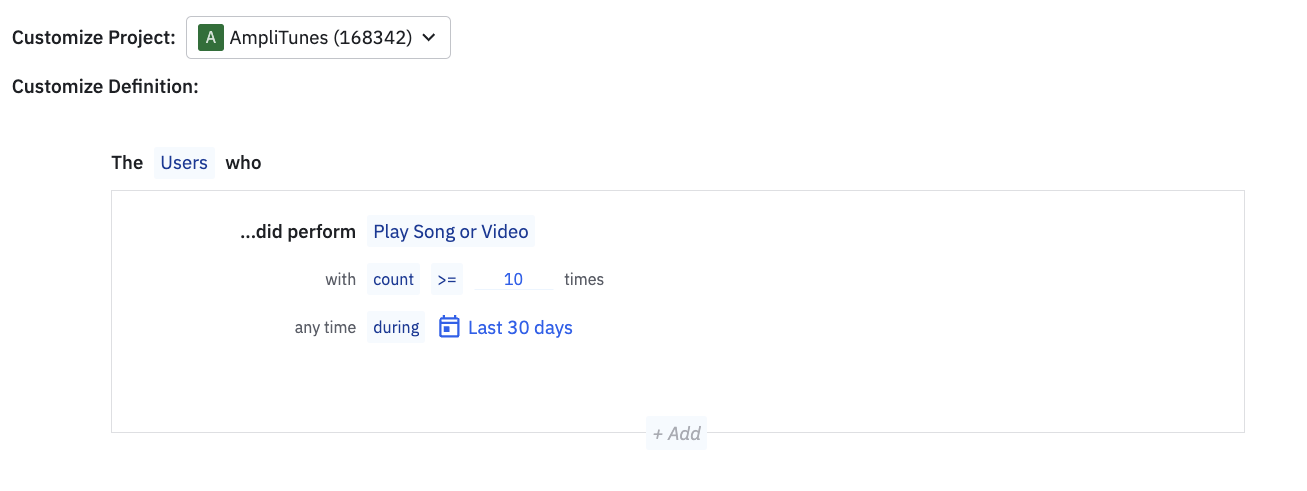 Customize Project: A AmpliTunes (168342)
Customize Definition:
The Users who
...did perform Play Song or Video
with count >= 10 times
any time during Last 30 days
+ Add